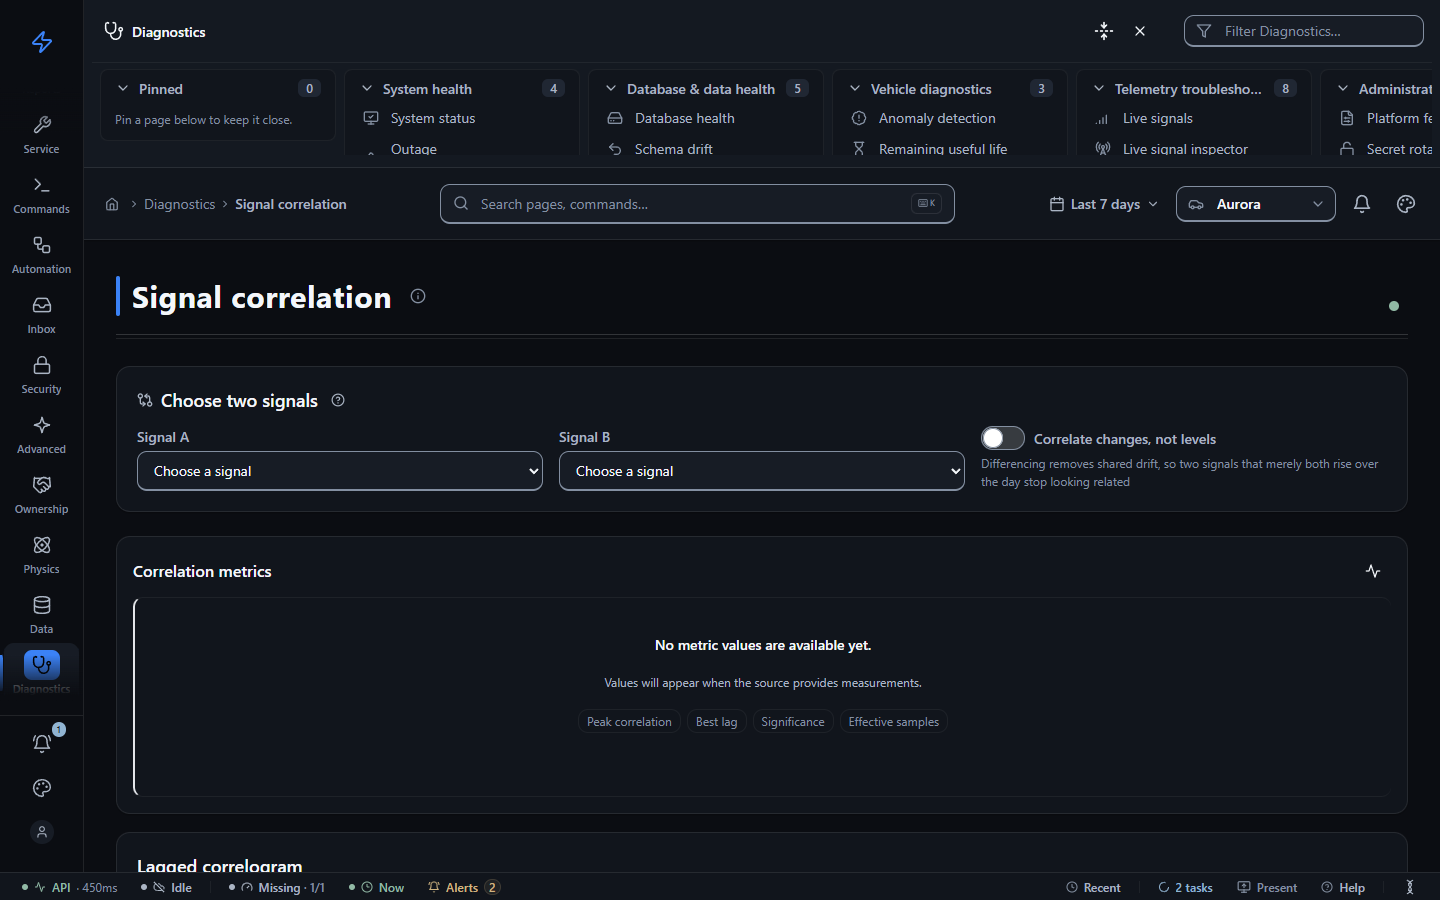 Diagnostics
Filter Diagnostics...
Pinned 0
Pin a page below to keep it close.
System health 4
System status
Outage
Database & data health 5
Database health
Schema drift
Vehicle diagnostics 3
Anomaly detection
Remaining useful life
Telemetry troublesho... 8
Live signals
Live signal inspector
Administrat
Platform fe
Secret rota
Service
Commands
Automation
Inbox
Security
Advanced
Ownership
Physics
Data
Diagnostics
1
Diagnostics
Signal correlation
Search pages, commands...
K
Last 7 days
Aurora
Signal correlation
Choose two signals
Signal A
Choose a signal
Signal B
Choose a signal
Correlate changes, not levels
Differencing removes shared drift, so two signals that merely both rise over
the day stop looking related
Correlation metrics
No metric values are available yet.
Values will appear when the source provides measurements.
Peak correlation
Best lag
Significance
Effective samples
Lagged correlogram
API · 450ms
Idle
Missing · 1/1
Now
Alerts 2
Recent
2 tasks
Present
Help